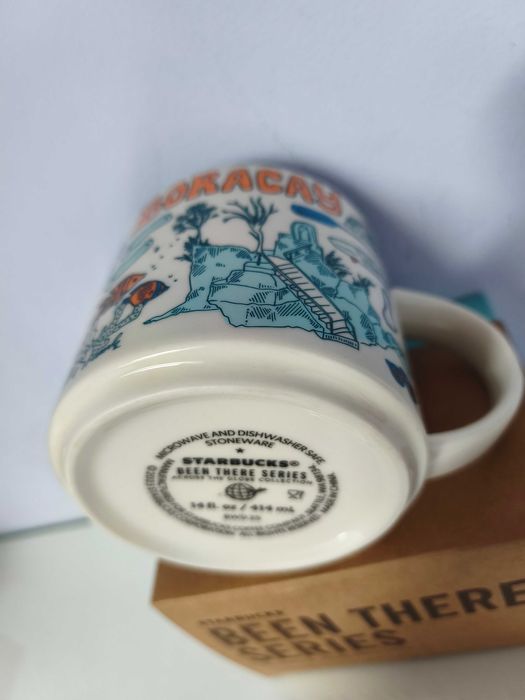 BORACAY
MICROWAVE AND DISHWASHER SAFE
STONEWARE
★
STARBUCKS®
BEEN THERE SERIES
ACROSS THE GLOBE COLLECTION
14 fl. oz / 414 mL
STARBUCKS
BEEN THERE
SERIES